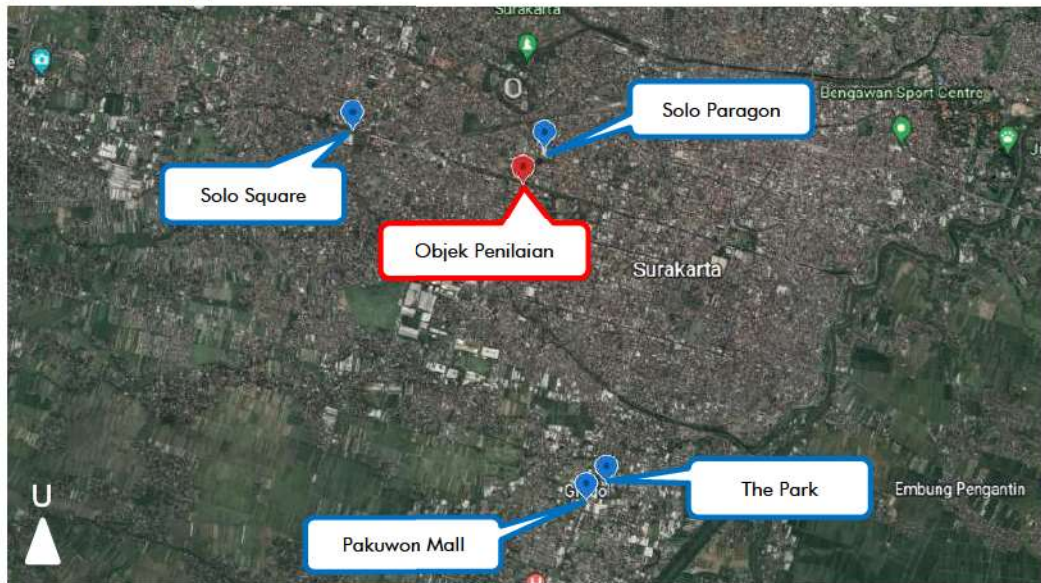 Surakarta
Bengawan Sport Centre
Solo Paragon
Solo Square
Objek Penilaian
Surakarta
The Park
Embung Pengantin
Pakuwon Mall
U